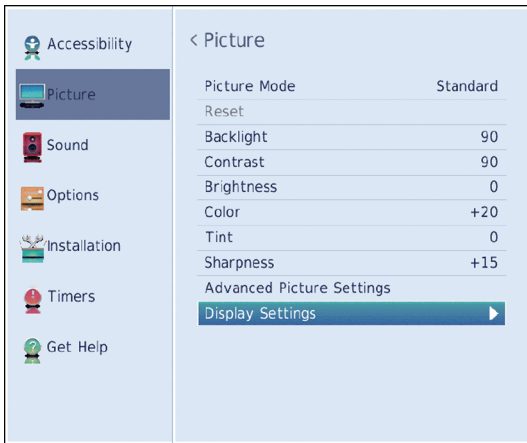 Accessibility
Picture
Sound
Options
Installation
Timers
Get Help
< Picture
Picture Mode Standard
Reset
Backlight 90
Contrast 90
Brightness 0
Color +20
Tint 0
Sharpness +15
Advanced Picture Settings
Display Settings